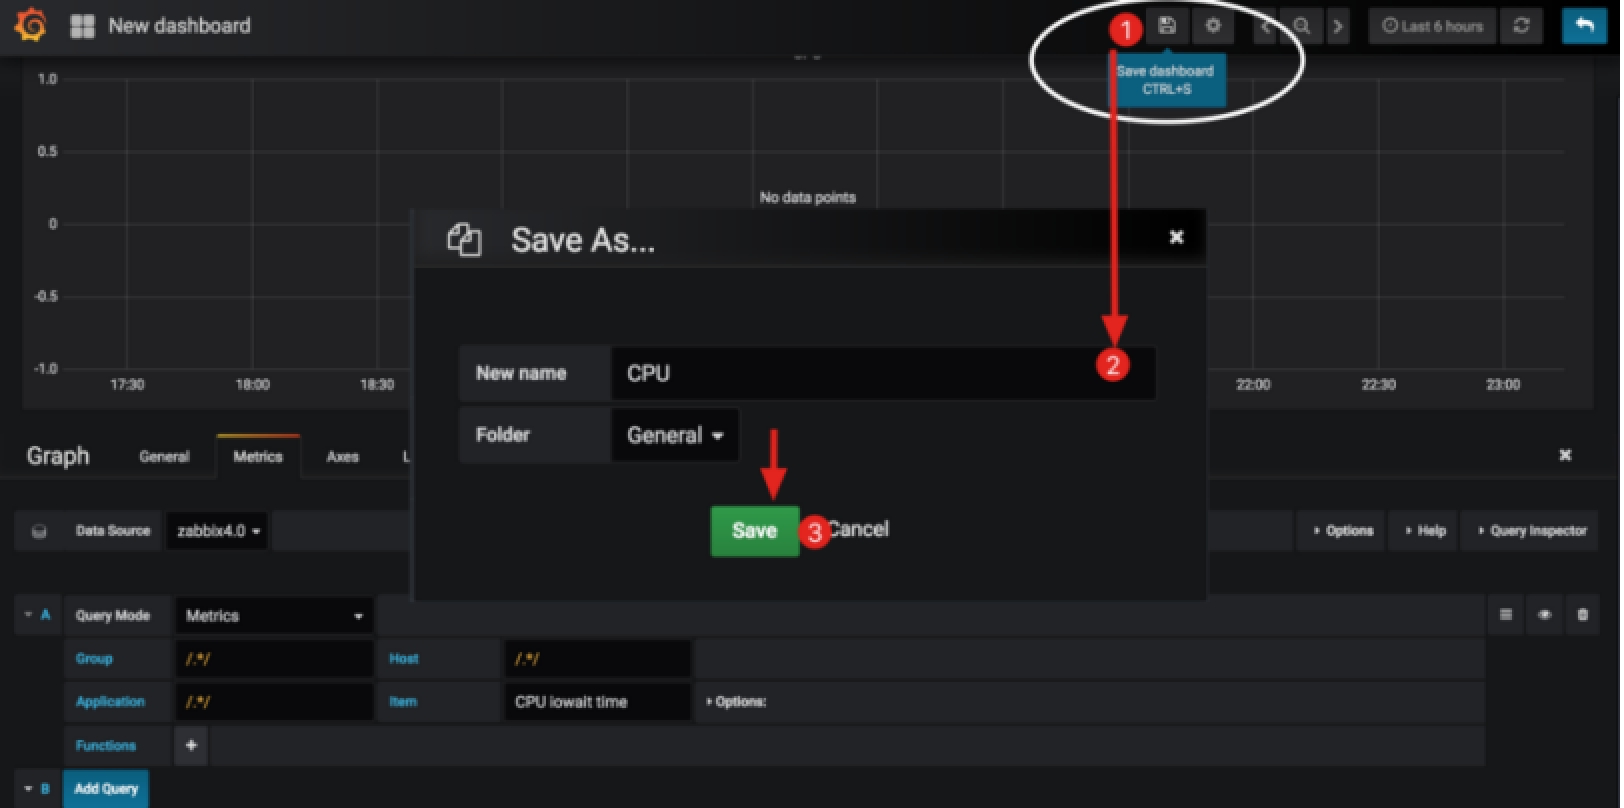 New dashboard
1
Last 6 hours
Save dashboard
CTRL+S
1.0
0.5
0
-0.5
-1.0
No data points
17:30
18:00
18:30
22:00
22:30
23:00
Save As...
New name
CPU
2
Folder
General
Save
3
Cancel
Graph
General
Metrics
Axes
L
Data Source
zabbix4.0
Options
Help
Query Inspector
A
Query Mode
Metrics
Group
/.*/
Host
/.*/
Application
/.*/
Item
CPU iowait time
Options:
Functions
+
B
Add Query